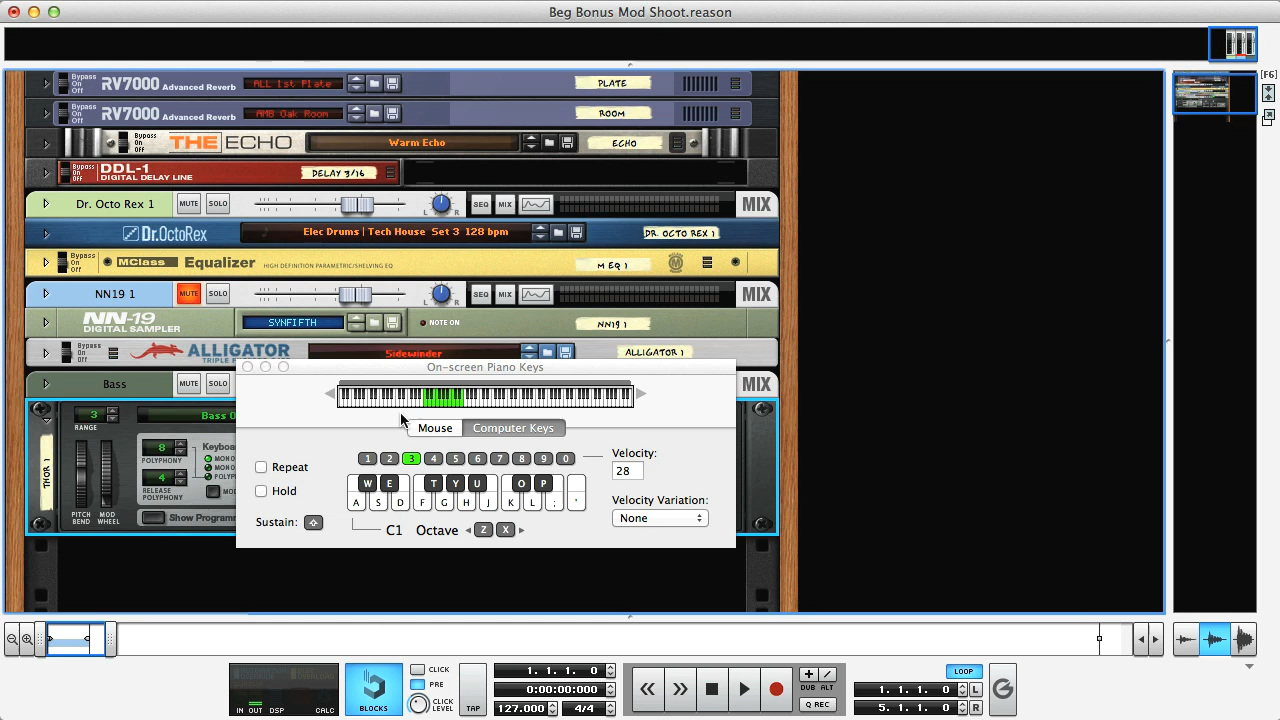 Beg Bonus Mod Shoot.reason
[F6]
Bypass On Off RV7000 Advanced Reverb ALL 1st Plate PLATE
Bypass On Off RV7000 Advanced Reverb AMB Oak Room ROOM
Bypass On Off THE ECHO Warm Echo ECHO
Bypass On Off DDL-1 DIGITAL DELAY LINE DELAY 3/16
Dr. Octo Rex 1 MUTE SOLO L R SEQ MIX MIX
Dr.OctoRex Elec Drums | Tech House Set 3 128 bpm DR. OCTO REX 1
Bypass On Off MClass Equalizer HIGH DEFINITION PARAMETRIC/SHELVING EQ M EQ 1
NN19 1 MUTE SOLO L R SEQ MIX MIX
NN-19 DIGITAL SAMPLER SYNFIFTH NOTE ON NN19 1
Bypass On Off ALLIGATOR Sidewinder ALLIGATOR 1
Bass MUTE SOLO MIX
On-screen Piano Keys
THOR 1
3 RANGE
Bass
8 POLYPHONY
4 RELEASE POLYPHONY
PITCH BEND MOD WHEEL
Mouse Computer Keys
1 2 3 4 5 6 7 8 9 0
Velocity:
28
Repeat
Hold
W E T Y U O P
A S D F G H J K L ; '
Velocity Variation:
None
Sustain:
C1 Octave Z X
BLOCKS
CLICK
PRE
CLICK LEVEL
TAP
IN OUT DSP CALC
1. 1. 1. 0
0:00:00:000
127.000 4/4
DUB ALT
Q REC
LOOP
1. 1. 1. 0 L
5. 1. 1. 0 R